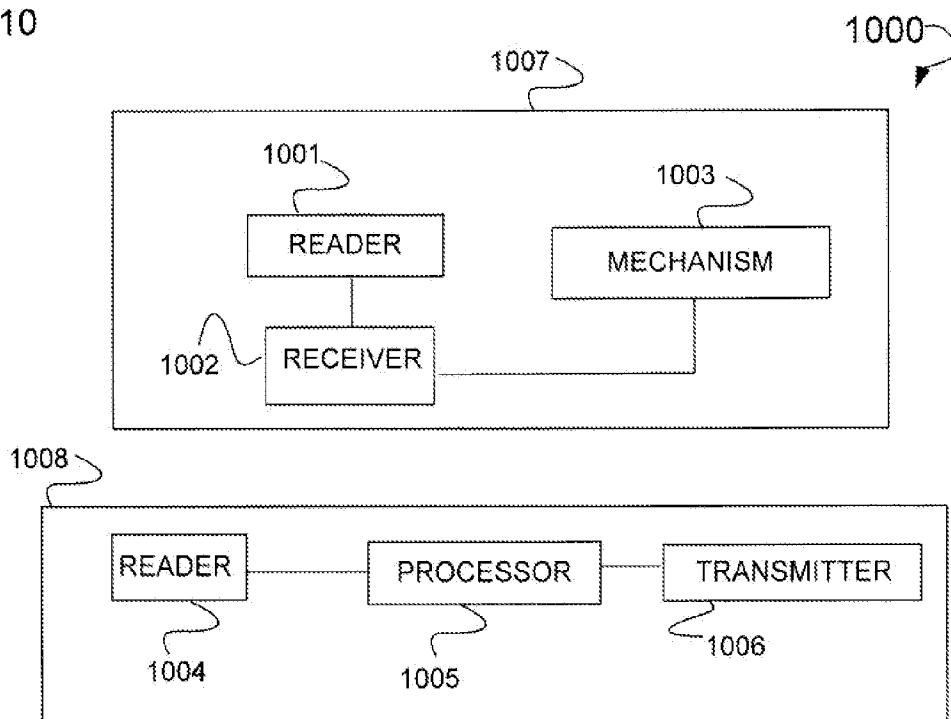 10
1000
1007
1001
1003
READER
MECHANISM
1002
RECEIVER
1008
READER
PROCESSOR
TRANSMITTER
1004
1005
1006